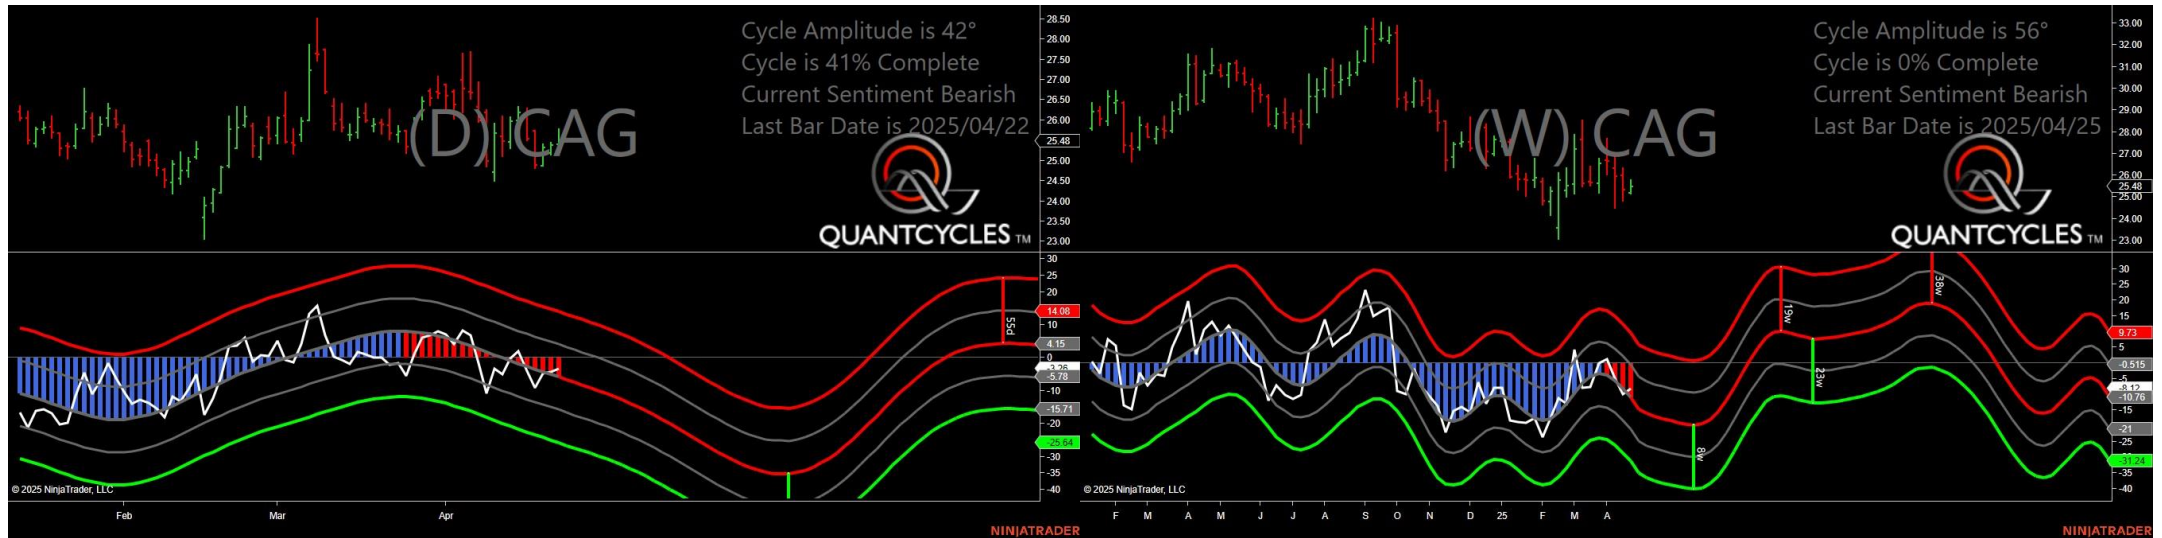 Cycle Amplitude is 42°
Cycle is 41% Complete
Current Sentiment Bearish
Last Bar Date is 2025/04/22
(D) CAG
QUANTCYCLES TM
28.50
28.00
27.50
27.00
26.50
26.00
25.48
25.00
24.50
24.00
23.50
23.00
30
25
20
14.08
10
4.15
0
-3.26
-5.78
-10
-15.71
-20
-25.64
-30
-35
-40
55d
© 2025 NinjaTrader, LLC
Feb Mar Apr
NINJATRADER
Cycle Amplitude is 56°
Cycle is 0% Complete
Current Sentiment Bearish
Last Bar Date is 2025/04/25
(W) CAG
QUANTCYCLES TM
33.00
32.00
31.00
30.00
29.00
28.00
27.00
26.00
25.48
25.00
24.00
23.00
30
25
20
15
9.73
5
-0.515
-5
-8.12
-10.76
-15
-21
-25
-31.24
-35
-40
19w
38w
23w
8w
© 2025 NinjaTrader, LLC
F M A M J J A S O N D 25 F M A
NINJATRADER